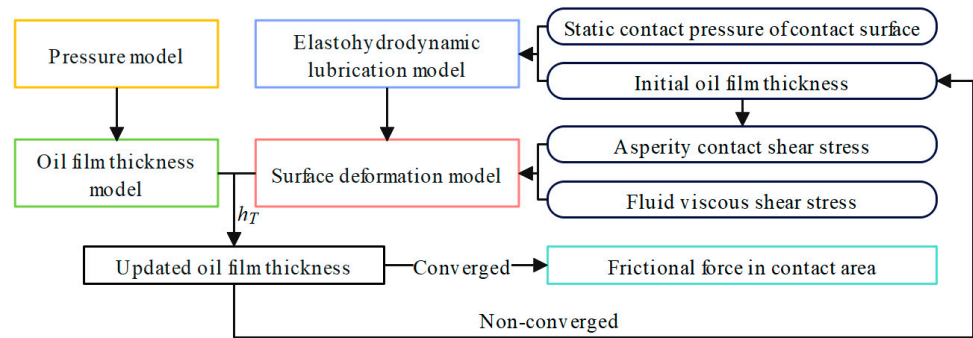 Pressure model
Elastohydrodynamic
lubrication model
Static contact pressure of contact surface
Initial oil film thickness
Oil film thickness
model
Surface deformation model
Asperity contact shear stress
Fluid viscous shear stress
hT
Updated oil film thickness
Converged
Frictional force in contact area
Non-converged